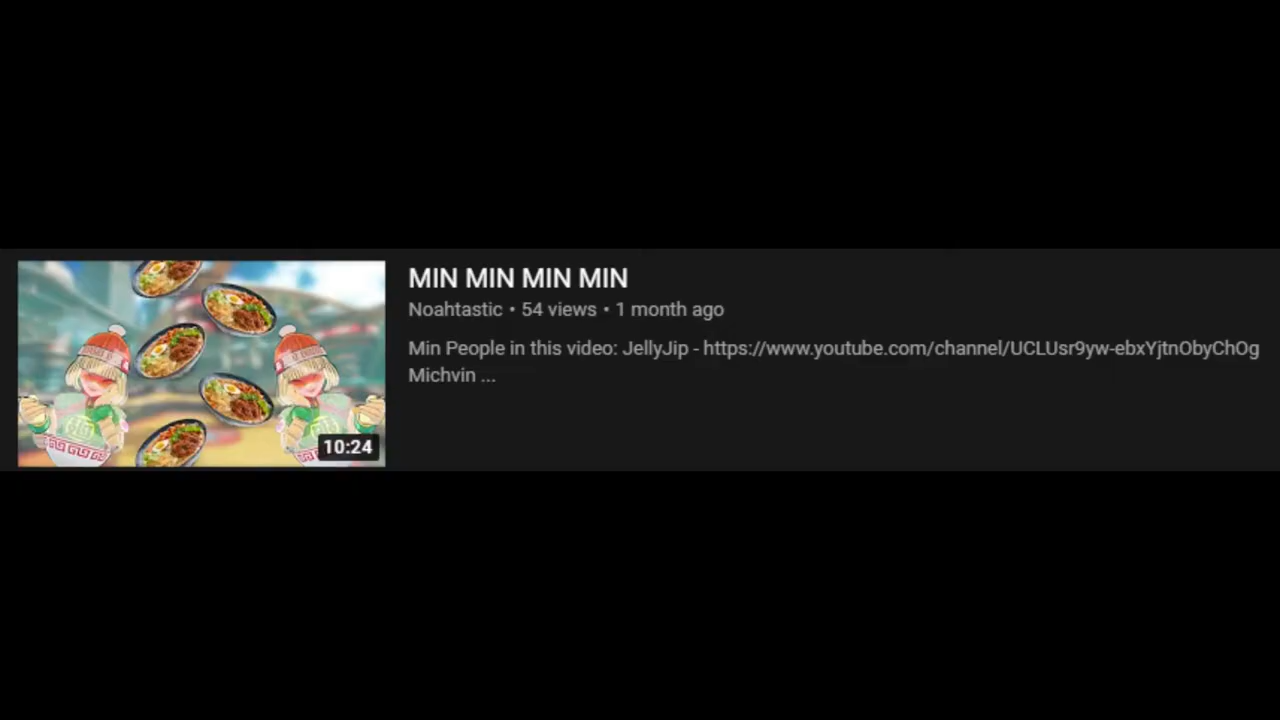 MIN MIN MIN MIN
Noahtastic • 54 views • 1 month ago
Min People in this video: JellyJip - https://www.youtube.com/channel/UCLUsr9yw-ebxYjtnObyChOg
Michvin ...
10:24